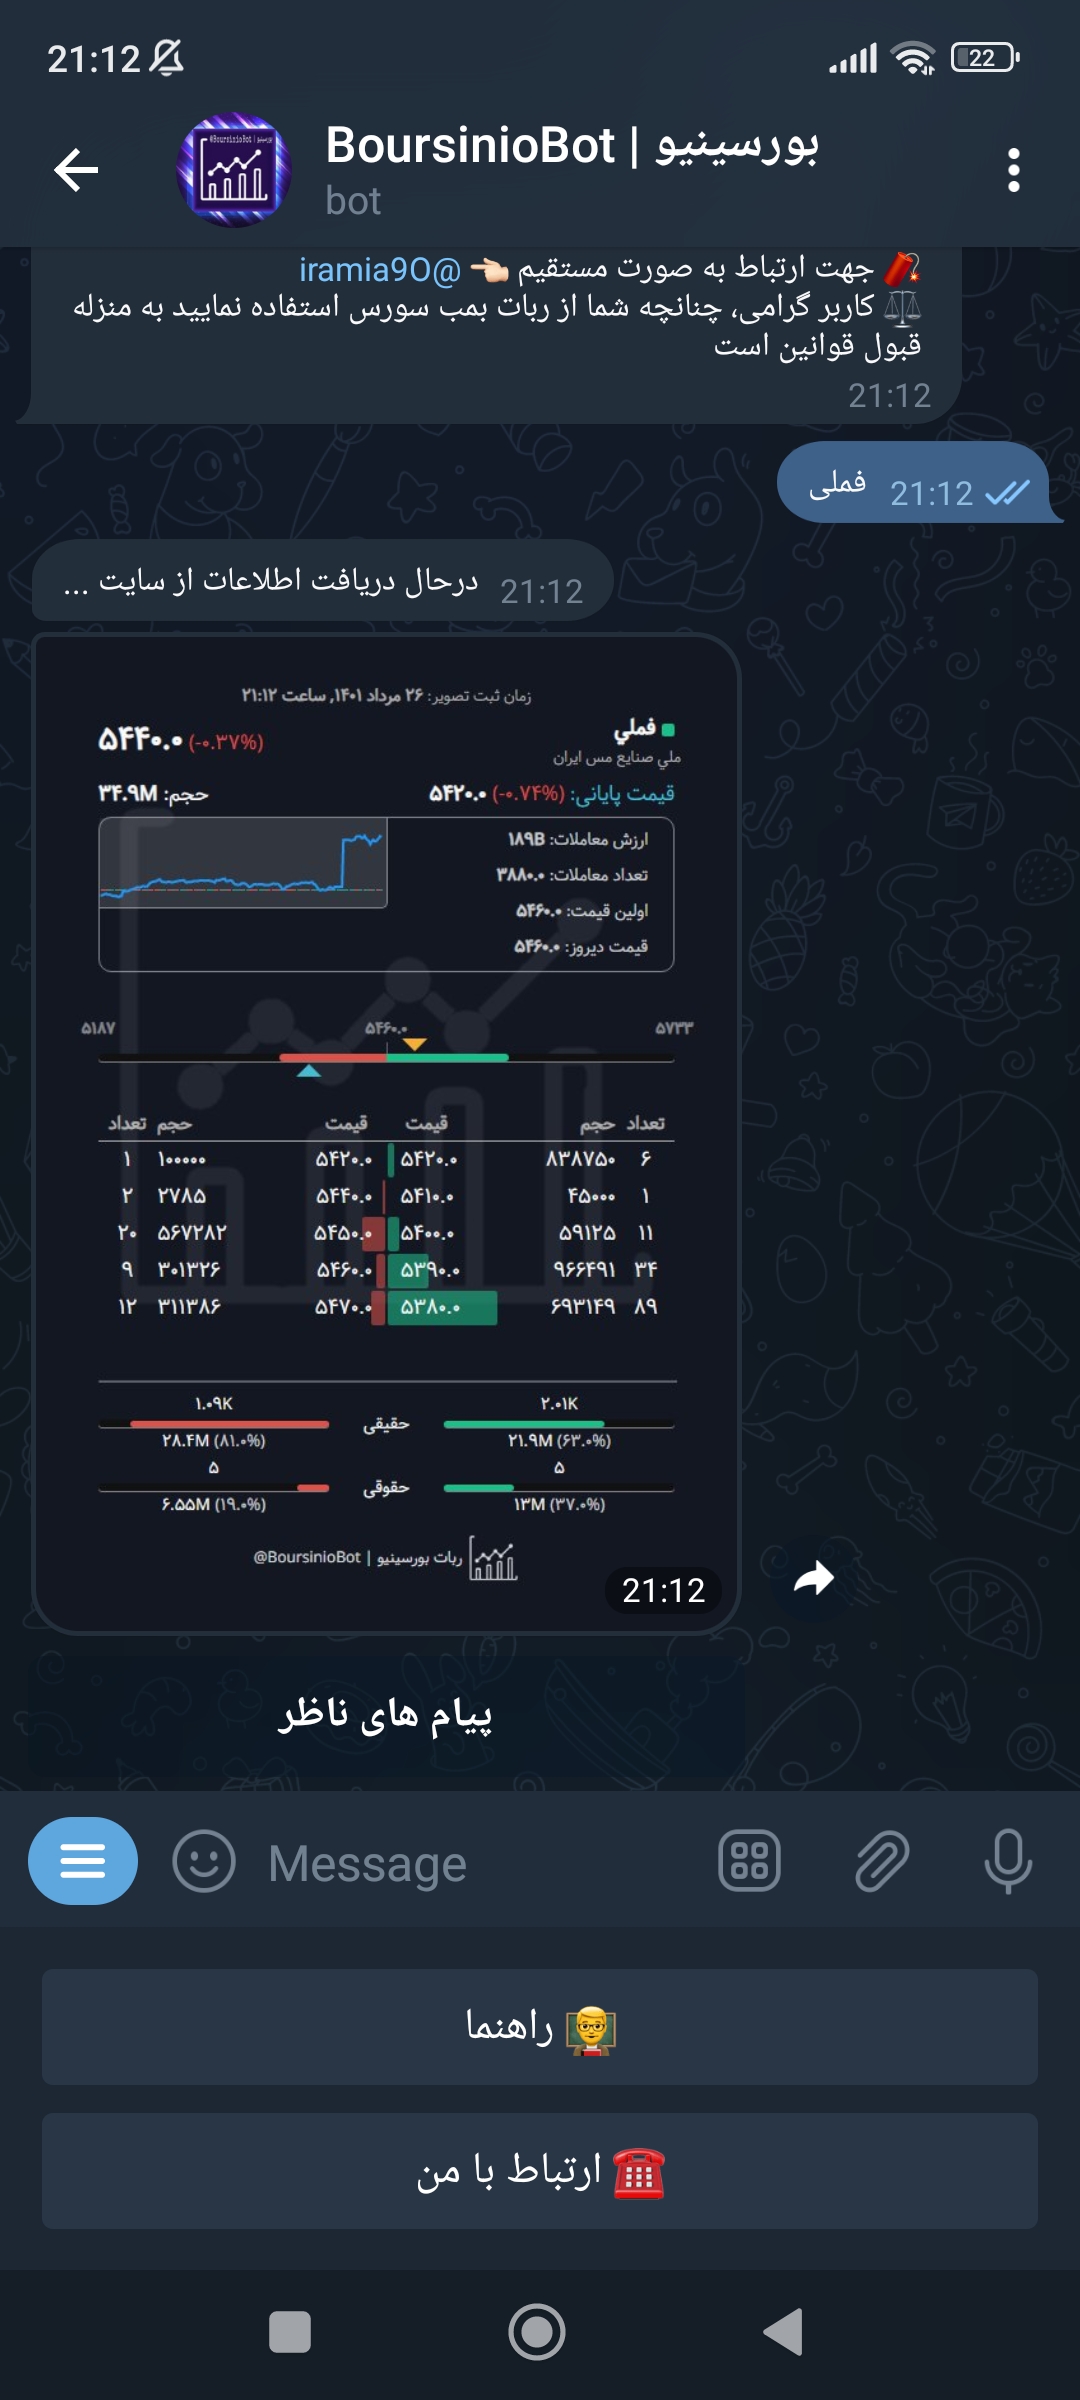 21:12
22
BoursinioBot | بورسینیو
bot
جهت ارتباط به صورت مستقیم @iramia90
کاربر گرامی، چنانچه شما از ربات بمب سورس استفاده نمایید به منزله
قبول قوانین است
21:12
فملی 21:12
درحال دریافت اطلاعات از سایت ... 21:12
زمان ثبت تصویر: ۲۶ مرداد ۱۴۰۱, ساعت ۲۱:۱۲
فملي
۵۴۴۰.۰ (-۰.۳۷%)
ملي صنايع مس ايران
قیمت پایانی: ۵۴۲۰.۰ (-۰.۷۴%)
حجم: ۳۴.۹M
ارزش معاملات: ۱۸۹B
تعداد معاملات: ۳۸۸۰.۰
اولین قیمت: ۵۴۶۰.۰
قیمت دیروز: ۵۴۶۰.۰
۵۱۸۷ ۵۴۶۰.۰ ۵۷۳۳
تعداد حجم قیمت قیمت حجم تعداد
۶ ۸۳۸۷۵۰ ۵۴۲۰.۰ ۵۴۲۰.۰ ۱۰۰۰۰۰ ۱
۱ ۴۵۰۰۰ ۵۴۱۰.۰ ۵۴۴۰.۰ ۲۷۸۵ ۲
۱۱ ۵۹۱۲۵ ۵۴۰۰.۰ ۵۴۵۰.۰ ۵۶۷۲۸۲ ۲۰
۳۴ ۹۶۶۴۹۱ ۵۳۹۰.۰ ۵۴۶۰.۰ ۳۰۱۳۲۶ ۹
۸۹ ۶۹۳۱۴۹ ۵۳۸۰.۰ ۵۴۷۰.۰ ۳۱۱۳۸۶ ۱۲
۲.۰۱K ۱.۰۹K
حقیقی
۲۱.۹M (۶۳.۰%) ۲۸.۴M (۸۱.۰%)
۵ ۵
حقوقی
۱۳M (۳۷.۰%) ۶.۵۵M (۱۹.۰%)
ربات بورسینیو | @BoursinioBot
21:12
پیام های ناظر
Message
راهنما
ارتباط با من